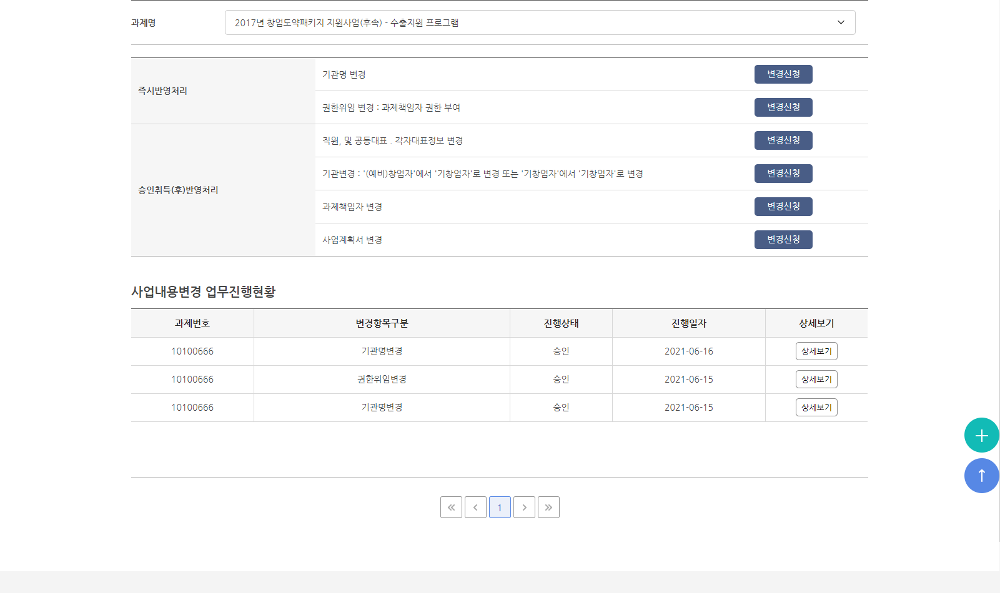 과제명
2017년 창업도약패키지 지원사업(후속) - 수출지원 프로그램
즉시반영처리
기관명 변경
변경신청
권한위임 변경 : 과제책임자 권한 부여
변경신청
승인취득(후)반영처리
직원, 및 공동대표 . 각자대표정보 변경
변경신청
기관변경 : '(예비)창업자'에서 '기창업자'로 변경 또는 '기창업자'에서 '기창업자'로 변경
변경신청
과제책임자 변경
변경신청
사업계획서 변경
변경신청
사업내용변경 업무진행현황
과제번호 변경항목구분 진행상태 진행일자 상세보기
10100666 기관명변경 승인 2021-06-16 상세보기
10100666 권한위임변경 승인 2021-06-15 상세보기
10100666 기관명변경 승인 2021-06-15 상세보기
1